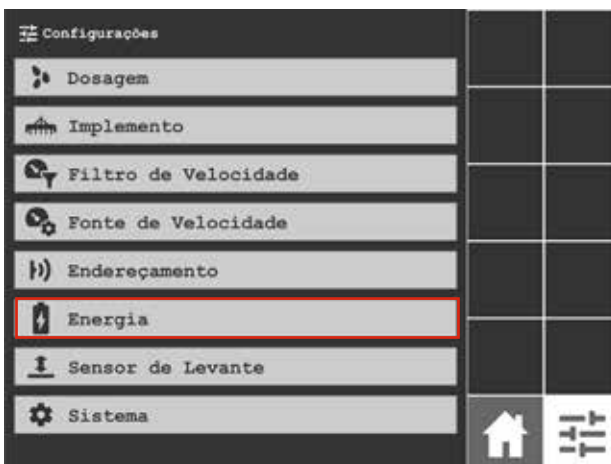 Configurações
Dosagem
Implemento
Filtro de Velocidade
Fonte de Velocidade
Endereçamento
Energia
Sensor de Levante
Sistema